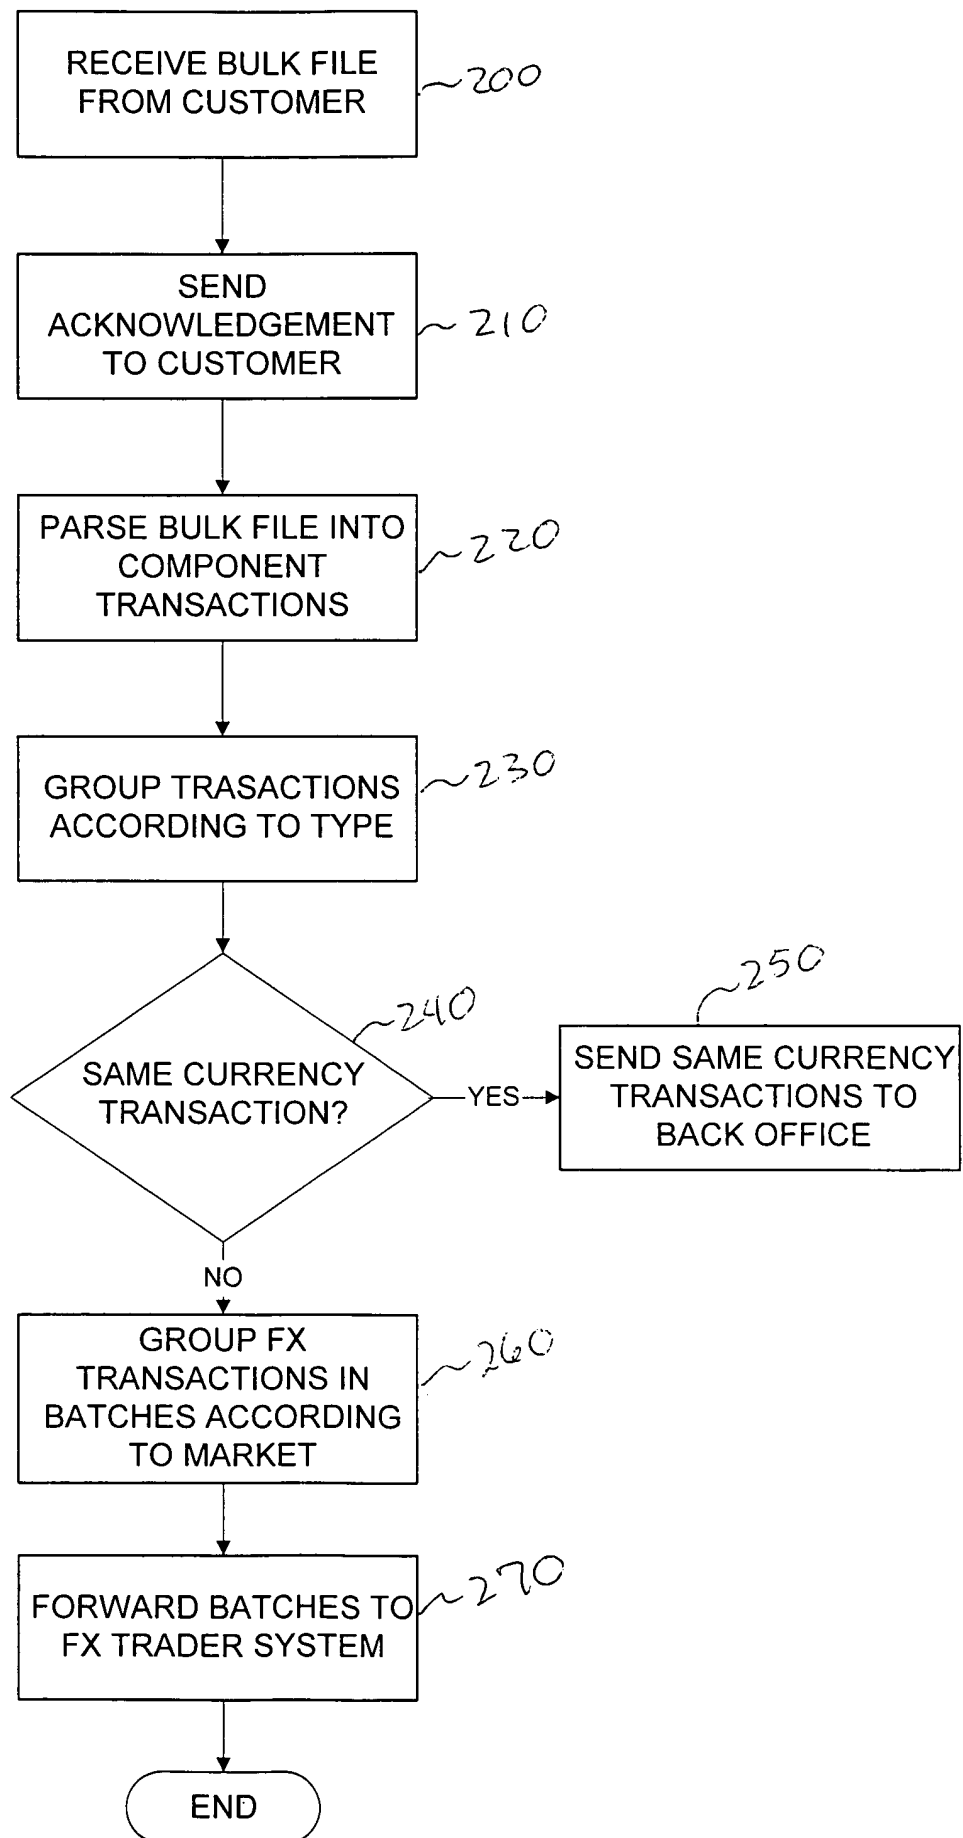 RECEIVE BULK FILE
FROM CUSTOMER
200
SEND
ACKNOWLEDGEMENT
TO CUSTOMER
210
PARSE BULK FILE INTO
COMPONENT
TRANSACTIONS
220
GROUP TRASACTIONS
ACCORDING TO TYPE
230
SAME CURRENCY
TRANSACTION?
240
YES
SEND SAME CURRENCY
TRANSACTIONS TO
BACK OFFICE
250
NO
GROUP FX
TRANSACTIONS IN
BATCHES ACCORDING
TO MARKET
260
FORWARD BATCHES TO
FX TRADER SYSTEM
270
END